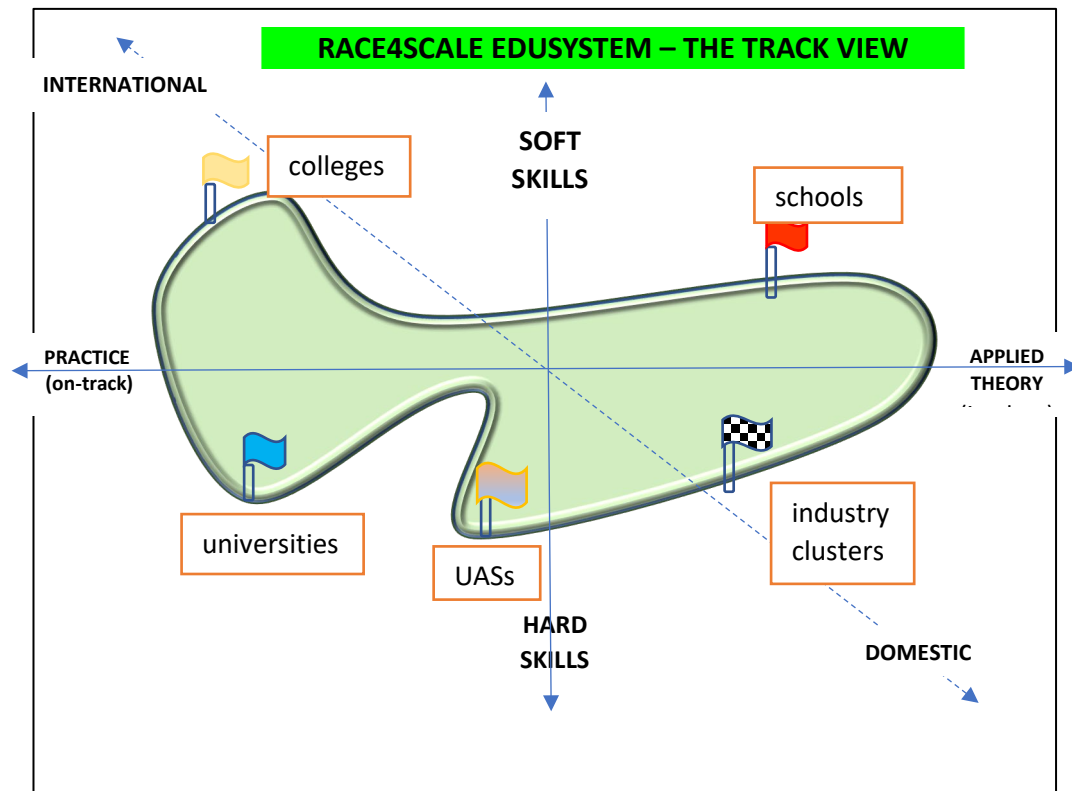 RACE4SCALE EDUSYSTEM – THE TRACK VIEW
INTERNATIONAL
SOFT
SKILLS
colleges
schools
PRACTICE
(on-track)
APPLIED
THEORY
universities
UASs
industry
clusters
HARD
SKILLS
DOMESTIC